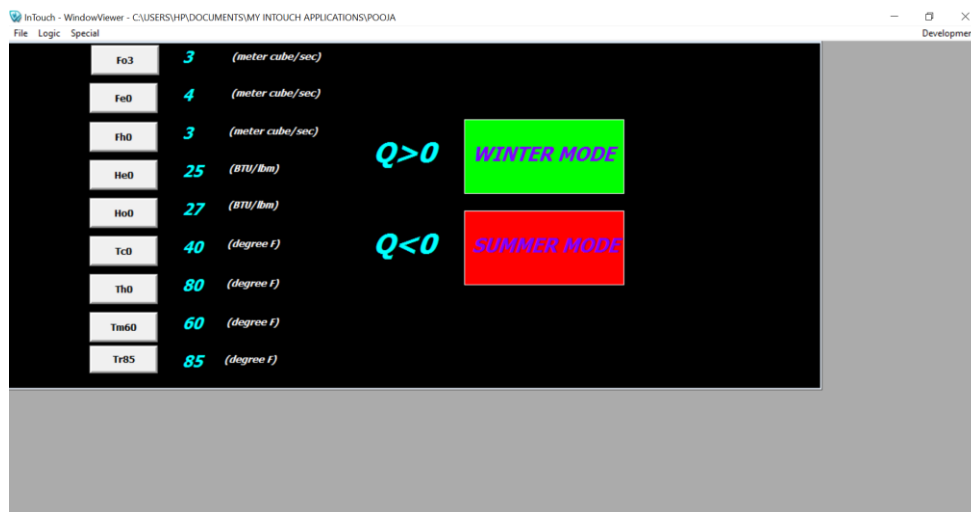 InTouch - WindowViewer - C:\USERS\HP\DOCUMENTS\MY INTOUCH APPLICATIONS\POOJA
File Logic Special Developmen
Fo3 3 (meter cube/sec)
Fe0 4 (meter cube/sec)
Fh0 3 (meter cube/sec)
Q>0 WINTER MODE
He0 25 (BTU/lbm)
Ho0 27 (BTU/lbm)
Tc0 40 (degree F)
Q<0 SUMMER MODE
Th0 80 (degree F)
Tm60 60 (degree F)
Tr85 85 (degree F)